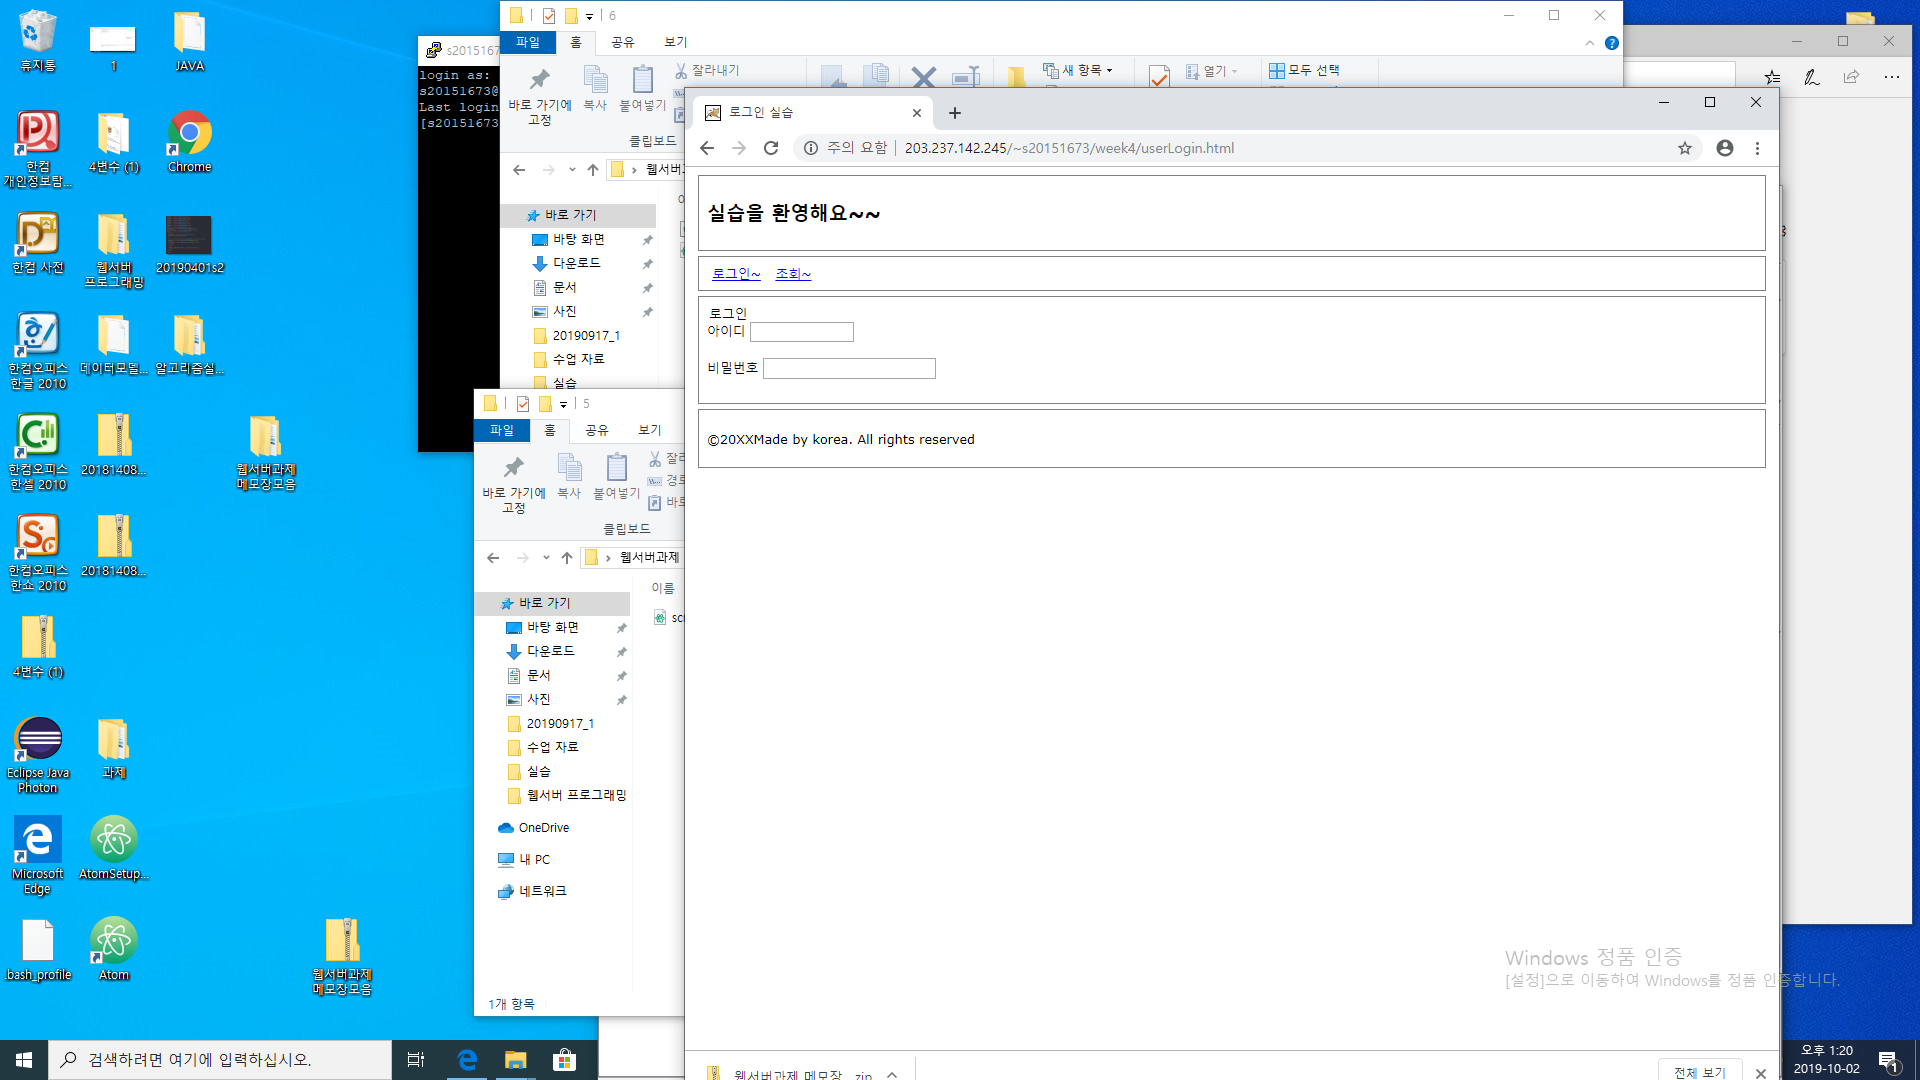 휴지통
1
JAVA
한컴
개인정보탐...
4변수 (1)
Chrome
한컴 사전
웹서버
프로그래밍
20190401s2
한컴오피스
한글 2010
데이터모델...
알고리즘실...
한컴오피스
한셀 2010
20181408...
웹서버과제
메모장모음
한컴오피스
한쇼 2010
20181408...
4변수 (1)
Eclipse Java
Photon
과제
Microsoft
Edge
AtomSetup...
.bash_profile
Atom
웹서버과제
메모장모음
s2015167
login as:
s20151673@
Last login
[s20151673
6
파일 홈 공유 보기
바로 가기에
고정
복사
붙여넣기
잘라내기
클립보드
새 항목
열기
모두 선택
웹서버과
바로 가기
바탕 화면
다운로드
문서
사진
20190917_1
수업 자료
실습
5
파일 홈 공유 보기
바로 가기에
고정
복사
붙여넣기
잘라
경로
바로
클립보드
웹서버과제
이름
scr
바로 가기
바탕 화면
다운로드
문서
사진
20190917_1
수업 자료
실습
웹서버 프로그래밍
OneDrive
내 PC
네트워크
1개 항목
로그인 실습
주의 요함 203.237.142.245/~s20151673/week4/userLogin.html
실습을 환영해요~~
로그인~ 조회~
로그인
아이디
비밀번호
©20XXMade by korea. All rights reserved
Windows 정품 인증
[설정]으로 이동하여 Windows를 정품 인증합니다.
웹서버과제 메모장....zip
전체 보기
검색하려면 여기에 입력하십시오.
오후 1:20
2019-10-02
1